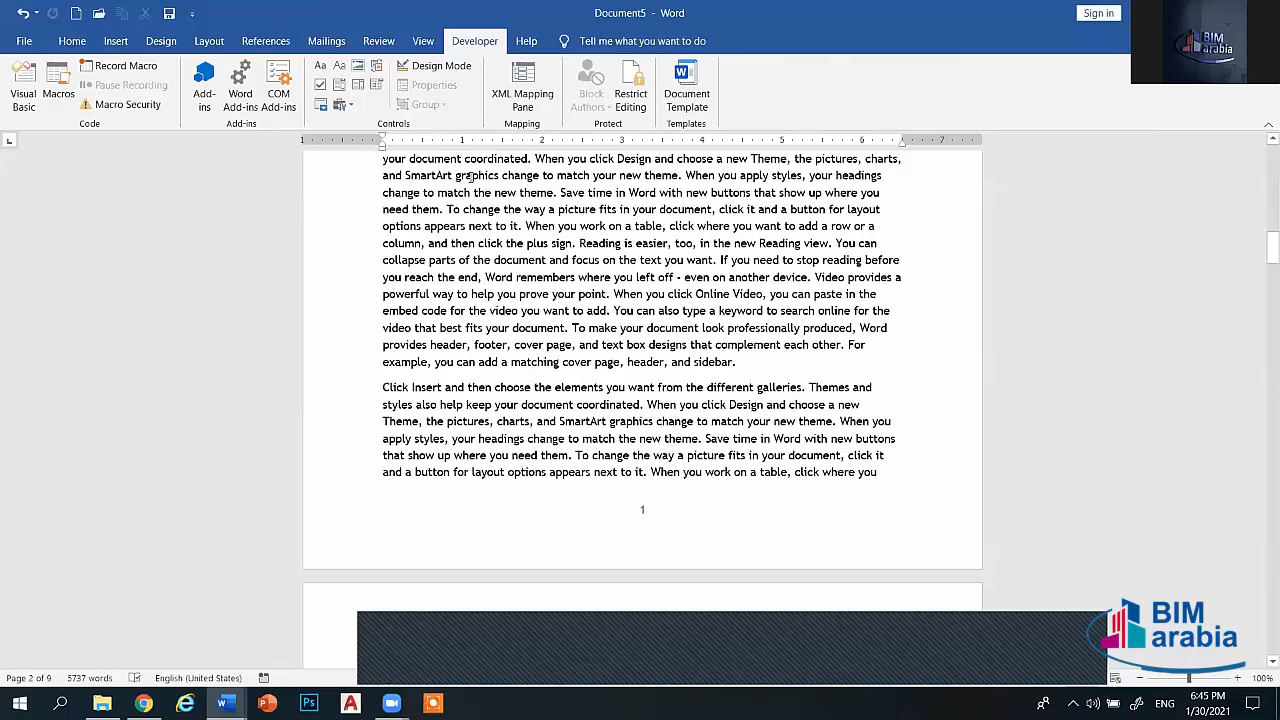 Document5 - Word
Sign in
BIM
arabia
File Home Insert Design Layout References Mailings Review View Developer Help Tell me what you want to do
Visual Basic
Macros
Record Macro
Pause Recording
Macro Security
Code
Add-ins
Word Add-ins
COM Add-ins
Add-ins
Aa Aa
Design Mode
Properties
Group
Controls
XML Mapping Pane
Mapping
Block Authors
Restrict Editing
Protect
Document Template
Templates
1 1 2 3 4 5 6 7
your document coordinated. When you click Design and choose a new Theme, the pictures, charts,
and SmartArt graphics change to match your new theme. When you apply styles, your headings
change to match the new theme. Save time in Word with new buttons that show up where you
need them. To change the way a picture fits in your document, click it and a button for layout
options appears next to it. When you work on a table, click where you want to add a row or a
column, and then click the plus sign. Reading is easier, too, in the new Reading view. You can
collapse parts of the document and focus on the text you want. If you need to stop reading before
you reach the end, Word remembers where you left off - even on another device. Video provides a
powerful way to help you prove your point. When you click Online Video, you can paste in the
embed code for the video you want to add. You can also type a keyword to search online for the
video that best fits your document. To make your document look professionally produced, Word
provides header, footer, cover page, and text box designs that complement each other. For
example, you can add a matching cover page, header, and sidebar.
Click Insert and then choose the elements you want from the different galleries. Themes and
styles also help keep your document coordinated. When you click Design and choose a new
Theme, the pictures, charts, and SmartArt graphics change to match your new theme. When you
apply styles, your headings change to match the new theme. Save time in Word with new buttons
that show up where you need them. To change the way a picture fits in your document, click it
and a button for layout options appears next to it. When you work on a table, click where you
1
BIM
arabia
Page 2 of 9 5737 words English (United States) 100%
ENG
6:45 PM
1/30/2021